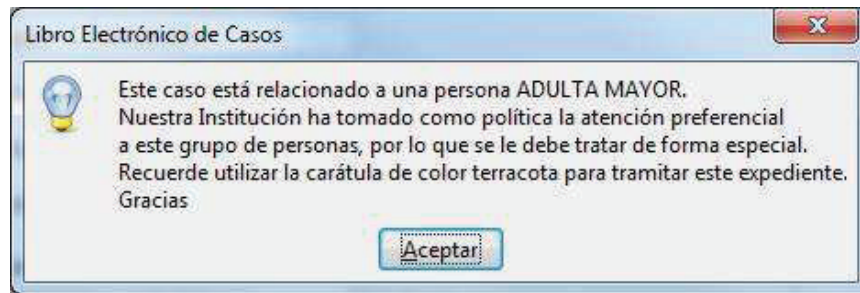 Libro Electrónico de Casos
Este caso está relacionado a una persona ADULTA MAYOR.
Nuestra Institución ha tomado como política la atención preferencial
a este grupo de personas, por lo que se le debe tratar de forma especial.
Recuerde utilizar la carátula de color terracota para tramitar este expediente.
Gracias
Aceptar